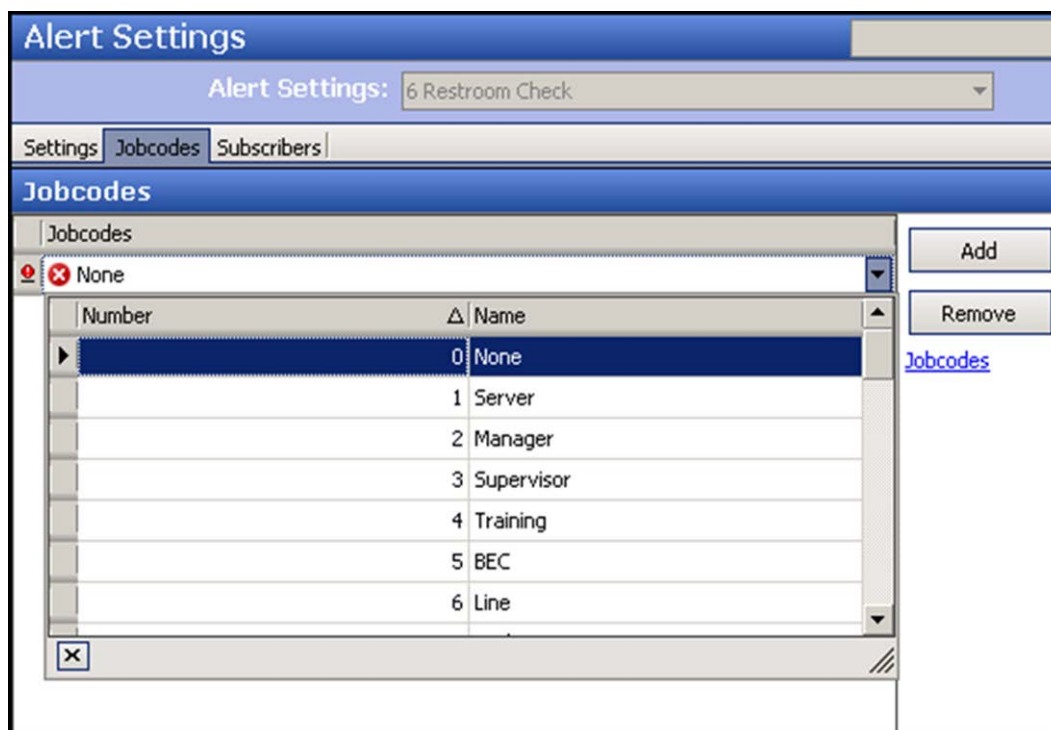 Alert Settings
Alert Settings: 6 Restroom Check
Settings Jobcodes Subscribers
Jobcodes
Jobcodes
Add
None
Number Name
Remove
0 None
Jobcodes
1 Server
2 Manager
3 Supervisor
4 Training
5 BEC
6 Line